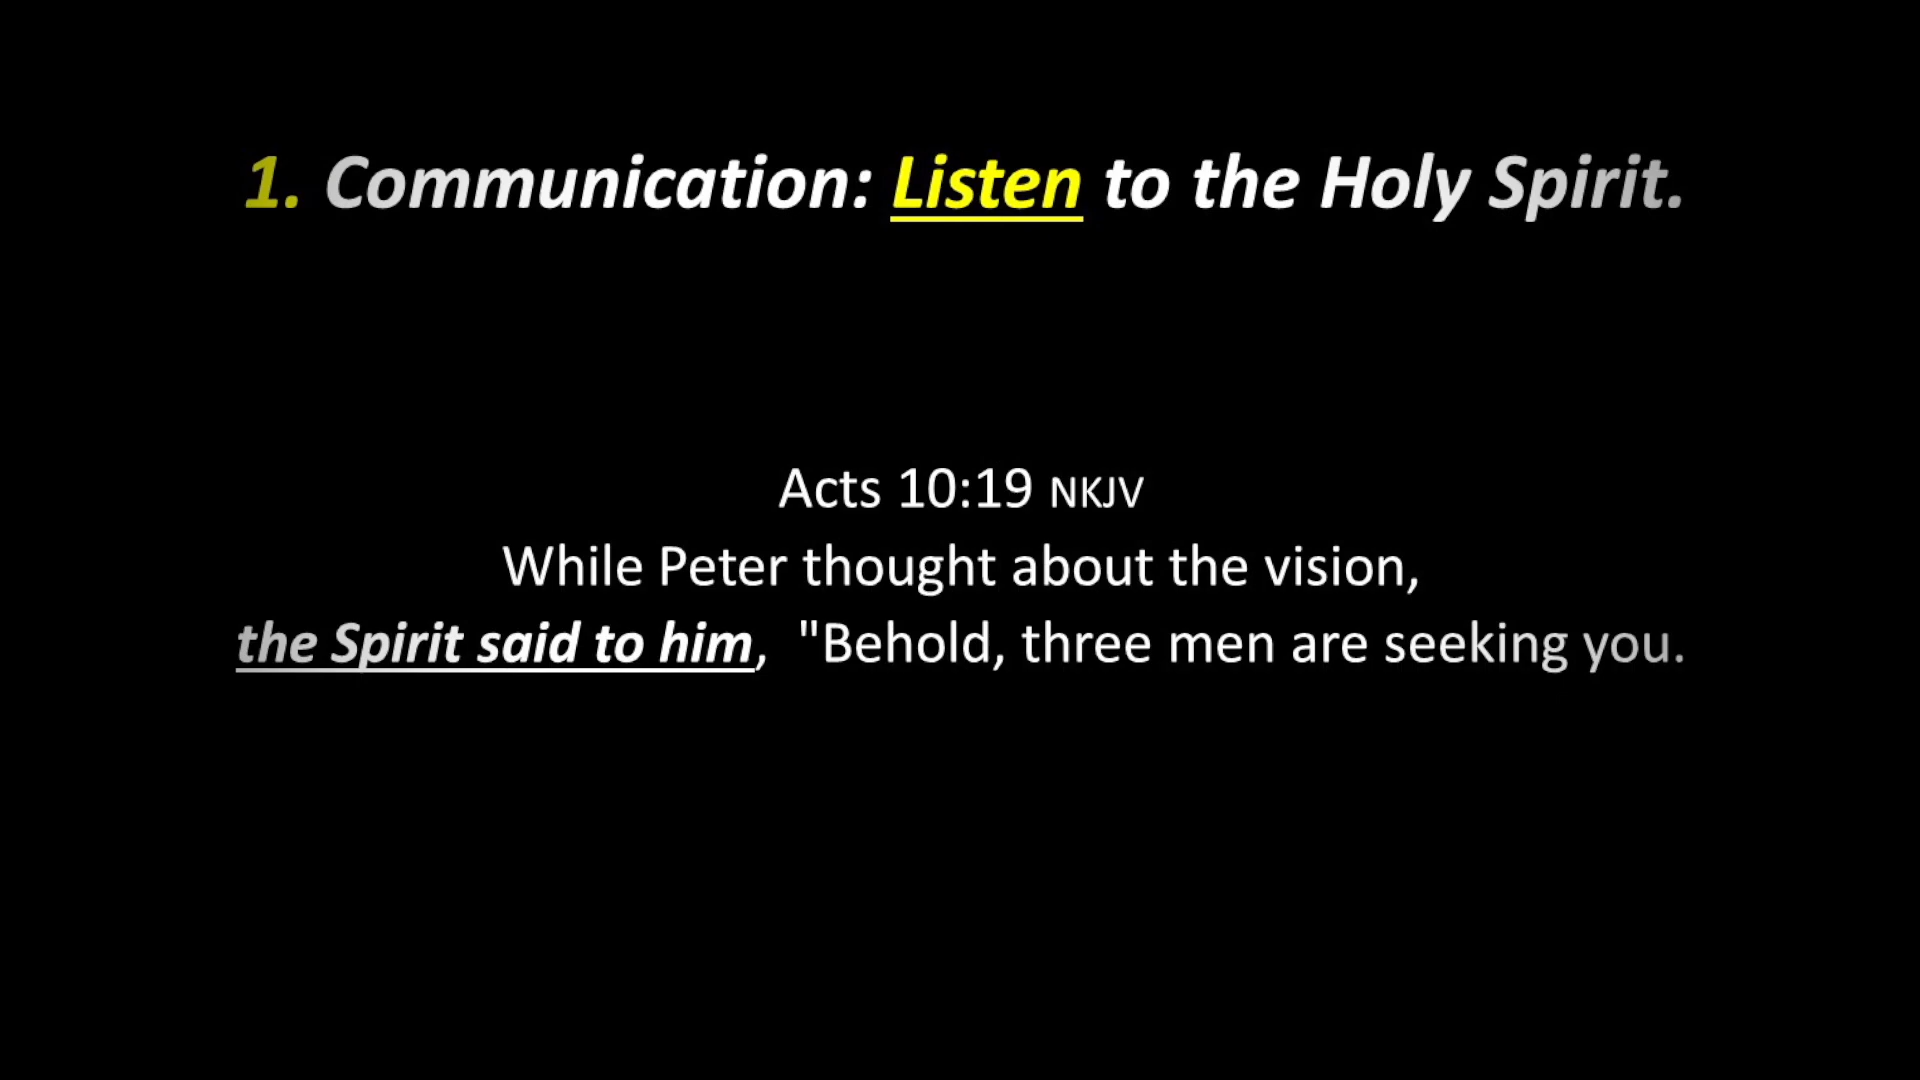 1. Communication: Listen to the Holy Spirit.
Acts 10:19 NKJV
While Peter thought about the vision,
the Spirit said to him,  "Behold, three men are seeking you.